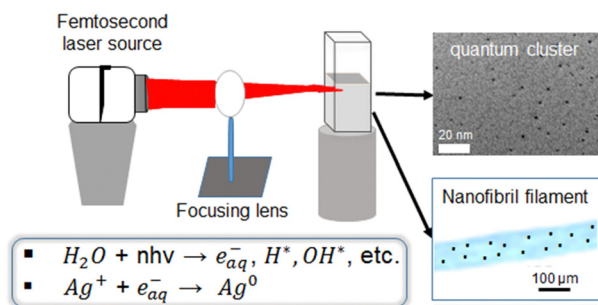 Femtosecond
laser source
Focusing lens
quantum cluster
20 nm
Nanofibril filament
100 µm
▪ H₂O + nhv → e⁻ₐq, H*, OH*, etc.
▪ Ag⁺ + e⁻ₐq → Ag⁰